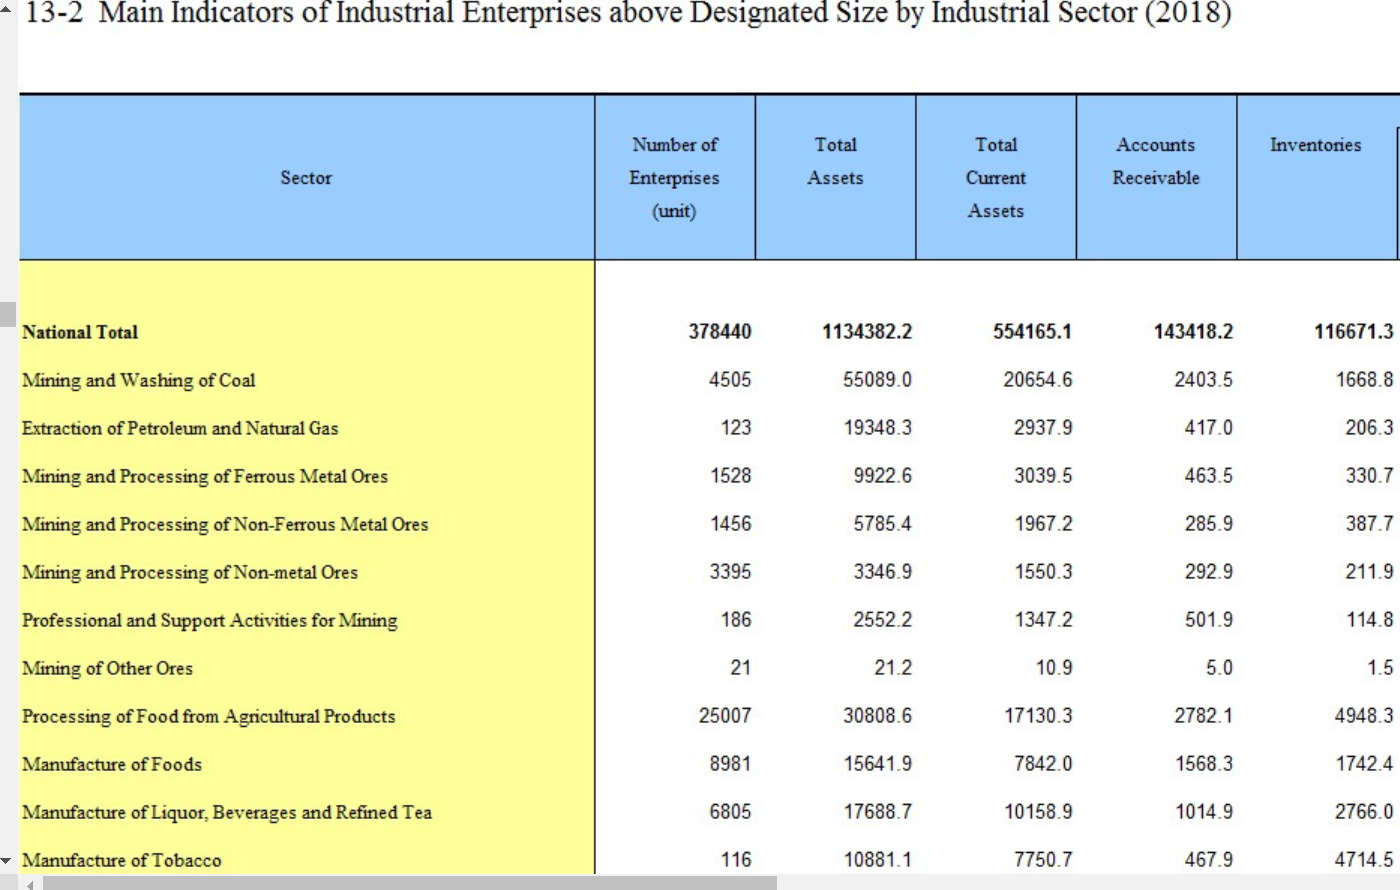 13-2 Main Indicators of Industrial Enterprises above Designated Size by Industrial Sector (2018)
Sector
Number of Enterprises (unit)
Total Assets
Total Current Assets
Accounts Receivable
Inventories
National Total 378440 1134382.2 554165.1 143418.2 116671.3
Mining and Washing of Coal 4505 55089.0 20654.6 2403.5 1668.8
Extraction of Petroleum and Natural Gas 123 19348.3 2937.9 417.0 206.3
Mining and Processing of Ferrous Metal Ores 1528 9922.6 3039.5 463.5 330.7
Mining and Processing of Non-Ferrous Metal Ores 1456 5785.4 1967.2 285.9 387.7
Mining and Processing of Non-metal Ores 3395 3346.9 1550.3 292.9 211.9
Professional and Support Activities for Mining 186 2552.2 1347.2 501.9 114.8
Mining of Other Ores 21 21.2 10.9 5.0 1.5
Processing of Food from Agricultural Products 25007 30808.6 17130.3 2782.1 4948.3
Manufacture of Foods 8981 15641.9 7842.0 1568.3 1742.4
Manufacture of Liquor, Beverages and Refined Tea 6805 17688.7 10158.9 1014.9 2766.0
Manufacture of Tobacco 116 10881.1 7750.7 467.9 4714.5